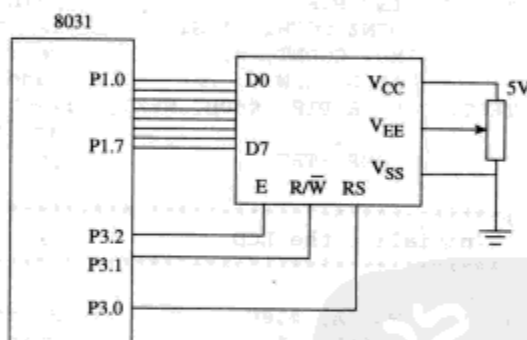 8031
P1.0
D0
VCC
5V
VEE
P1.7
D7
VSS
E R/W̅ RS
P3.2
P3.1
P3.0